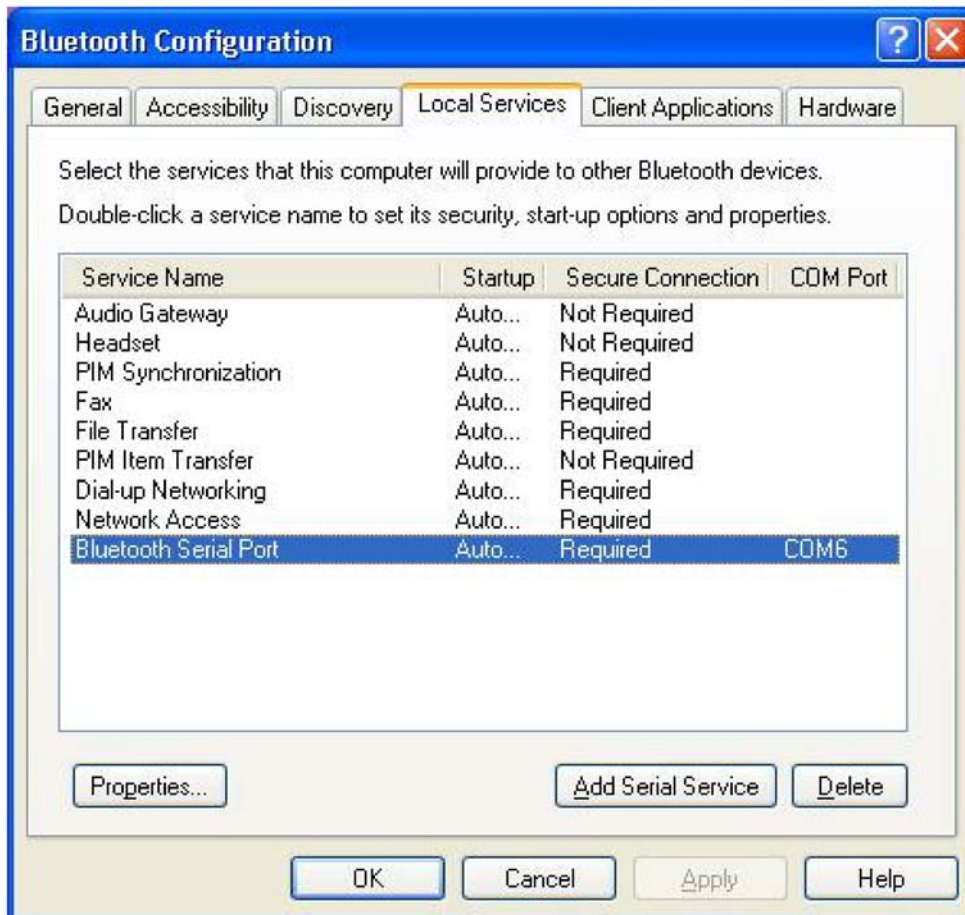 Bluetooth Configuration
General Accessibility Discovery Local Services Client Applications Hardware
Select the services that this computer will provide to other Bluetooth devices.
Double-click a service name to set its security, start-up options and properties.
Service Name Startup Secure Connection COM Port
Audio Gateway Auto... Not Required
Headset Auto... Not Required
PIM Synchronization Auto... Required
Fax Auto... Required
File Transfer Auto... Required
PIM Item Transfer Auto... Not Required
Dial-up Networking Auto... Required
Network Access Auto... Required
Bluetooth Serial Port Auto... Required COM6
Properties... Add Serial Service Delete
OK Cancel Apply Help